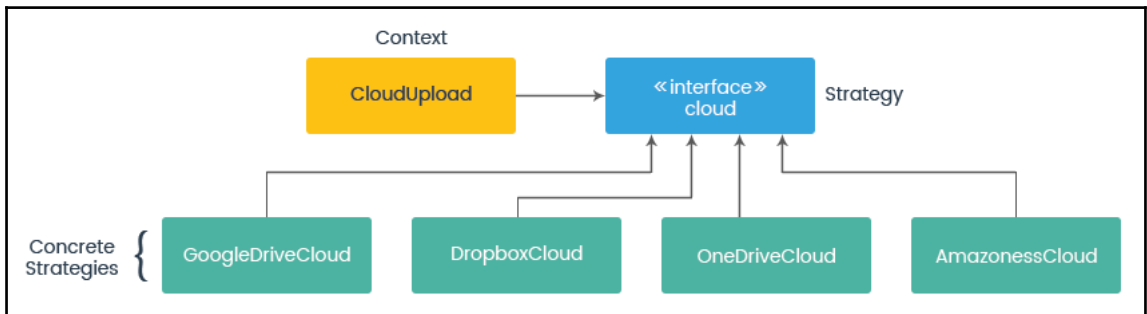 Context
CloudUpload
«interface»
cloud
Strategy
Concrete
Strategies
GoogleDriveCloud
DropboxCloud
OneDriveCloud
AmazonessCloud